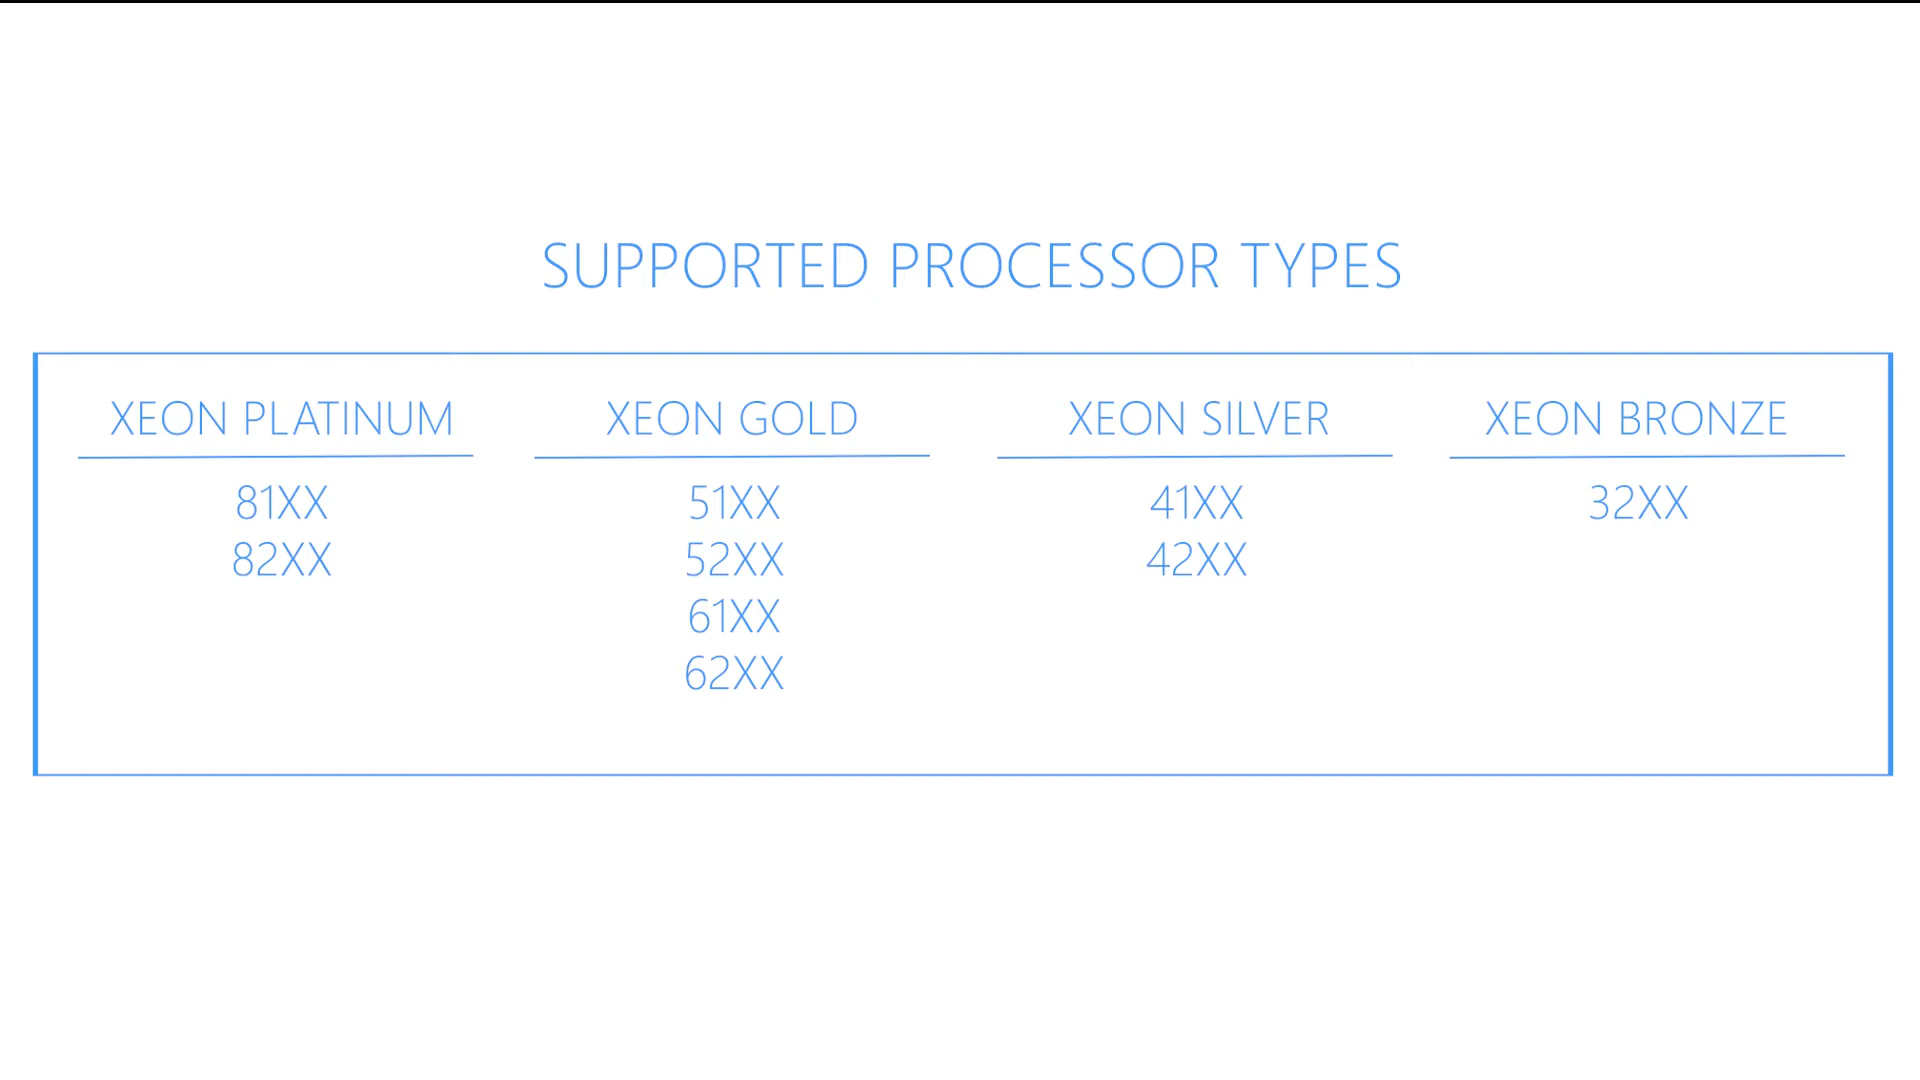 SUPPORTED PROCESSOR TYPES
XEON PLATINUM
81XX
82XX
XEON GOLD
51XX
52XX
61XX
62XX
XEON SILVER
41XX
42XX
XEON BRONZE
32XX